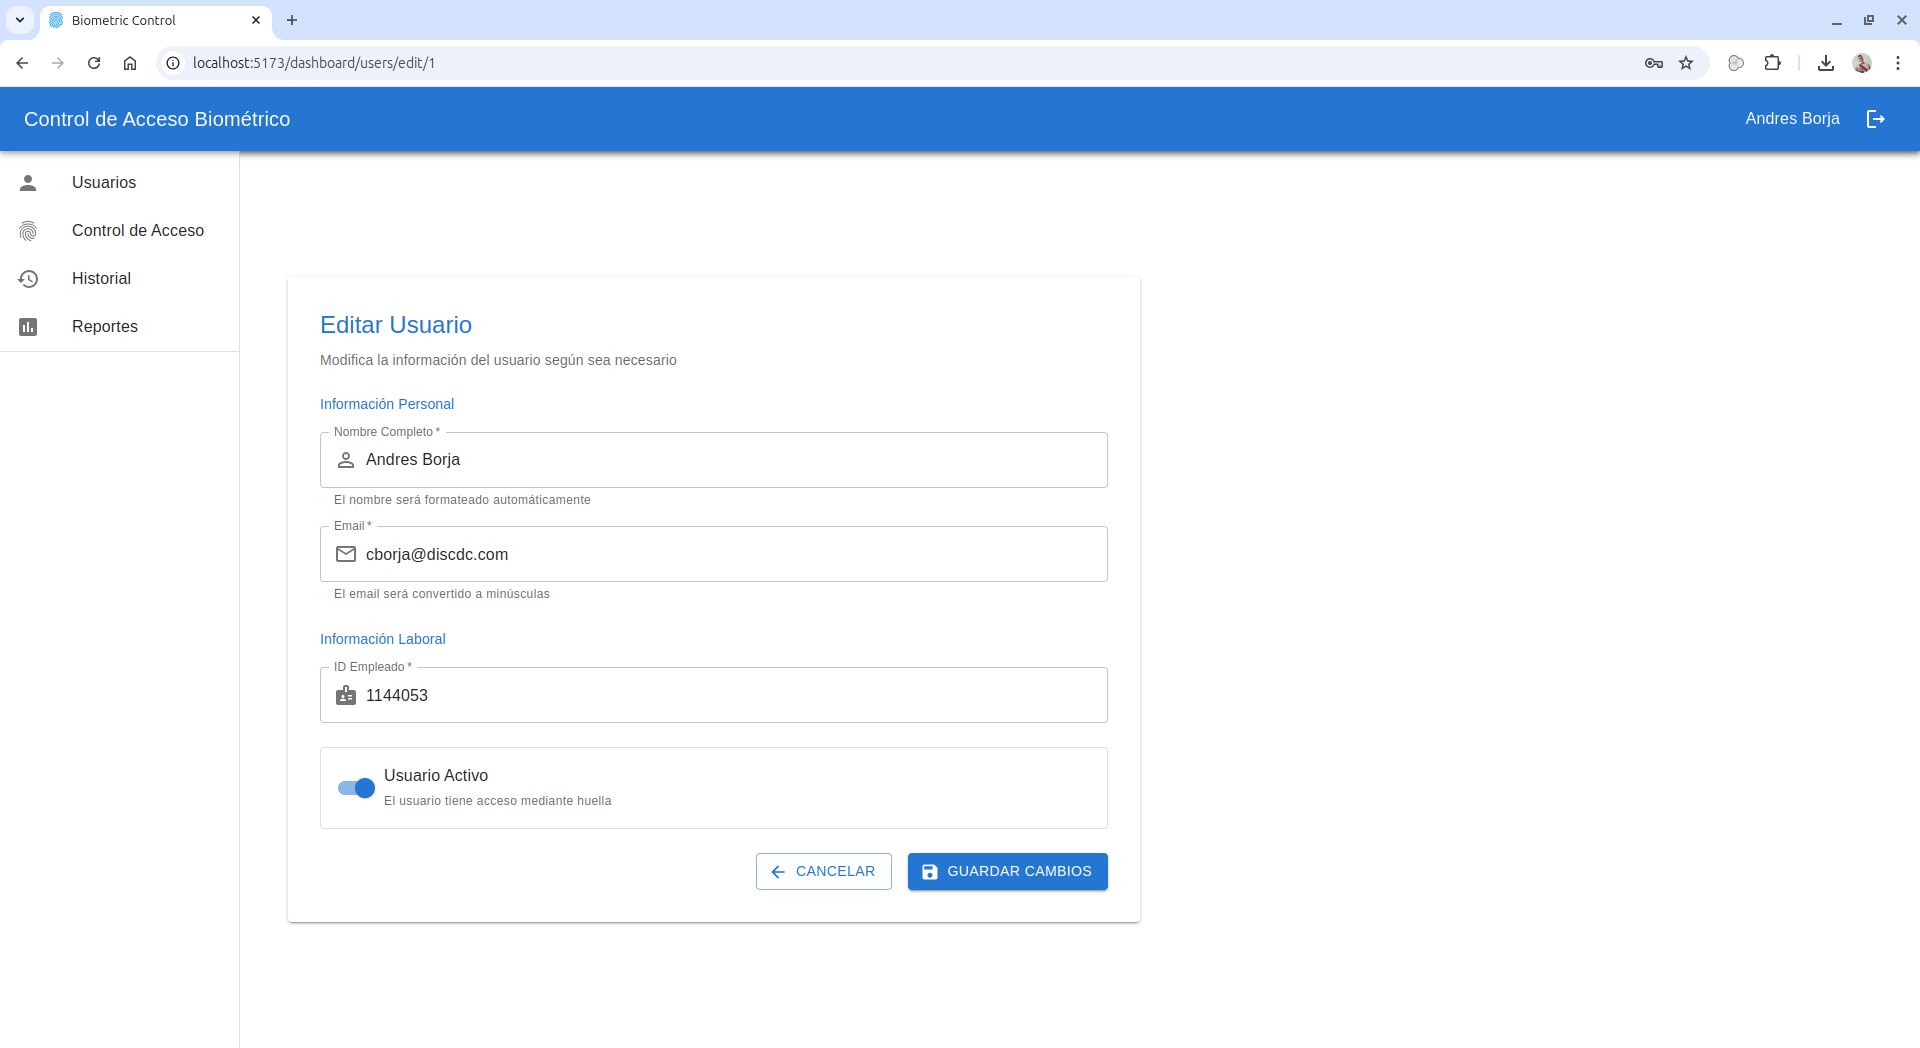 Biometric Control
localhost:5173/dashboard/users/edit/1
Control de Acceso Biométrico
Andres Borja
Usuarios
Control de Acceso
Historial
Reportes
Editar Usuario
Modifica la información del usuario según sea necesario
Información Personal
Nombre Completo *
Andres Borja
El nombre será formateado automáticamente
Email *
cborja@discdc.com
El email será convertido a minúsculas
Información Laboral
ID Empleado *
1144053
Usuario Activo
El usuario tiene acceso mediante huella
CANCELAR
GUARDAR CAMBIOS